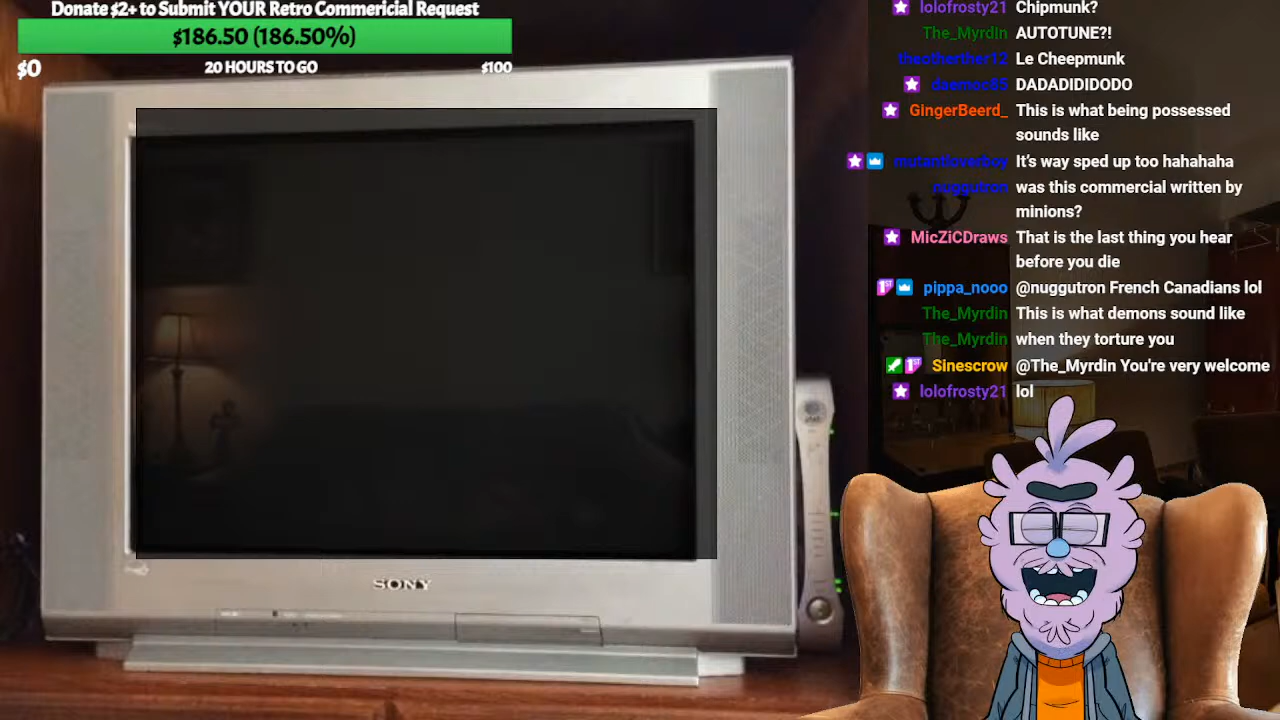 Donate $2+ to Submit YOUR Retro Commericial Request
$186.50 (186.50%)
$0
20 HOURS TO GO
$100
SONY
lolofrosty21 Chipmunk?
The_Myrdin AUTOTUNE?!
theotherther12 Le Cheepmunk
daemoc85 DADADIDIDODO
GingerBeerd_ This is what being possessed
sounds like
mutantloverboy It's way sped up too hahahaha
nuggutron was this commercial written by
minions?
MicZiCDraws That is the last thing you hear
before you die
pippa_nooo @nuggutron French Canadians lol
The_Myrdin This is what demons sound like
The_Myrdin when they torture you
Sinescrow @The_Myrdin You're very welcome
lolofrosty21 lol